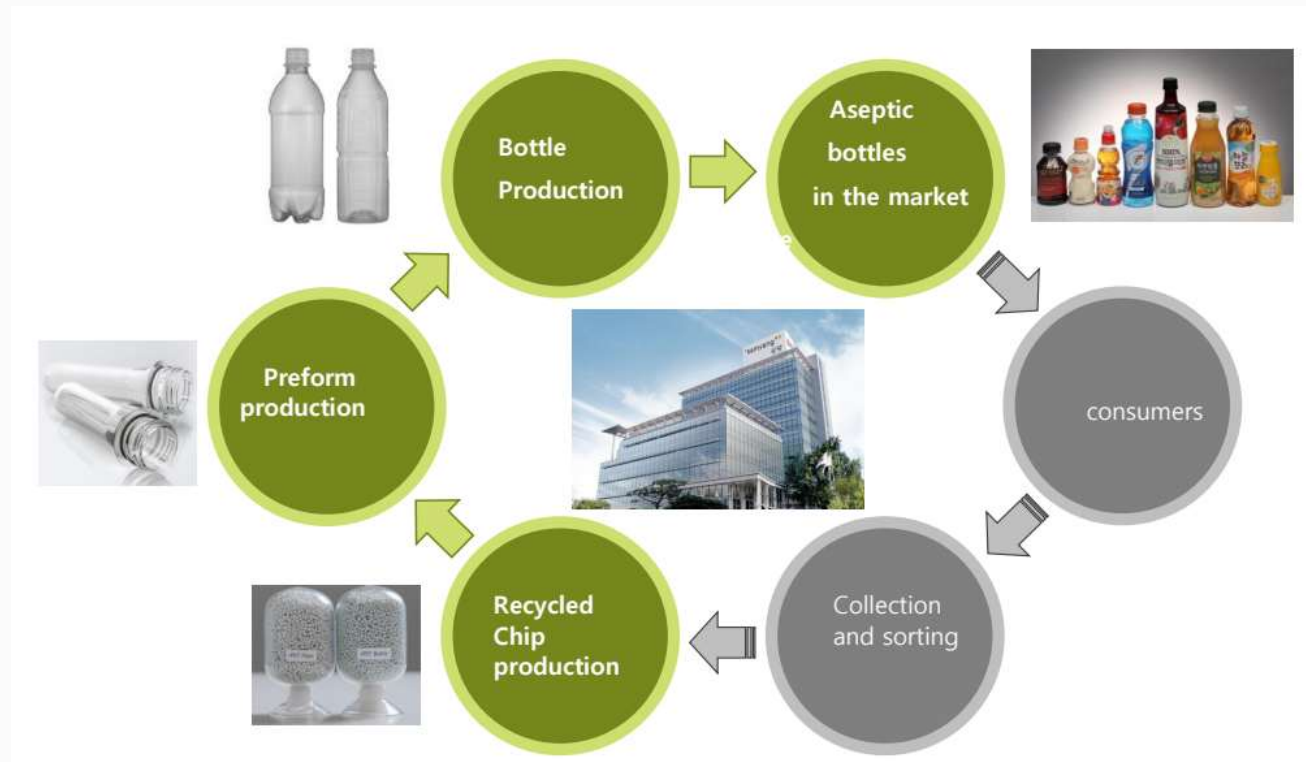 Bottle
Production
Aseptic
bottles
in the market
e
consumers
Collection
and sorting
Recycled
Chip
production
Preform
production